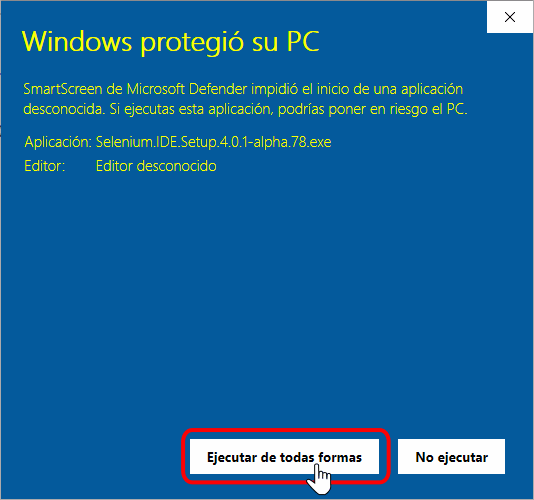 Windows protegió su PC
SmartScreen de Microsoft Defender impidió el inicio de una aplicación
desconocida. Si ejecutas esta aplicación, podrías poner en riesgo el PC.
Aplicación: Selenium.IDE.Setup.4.0.1-alpha.78.exe
Editor: Editor desconocido
Ejecutar de todas formas No ejecutar